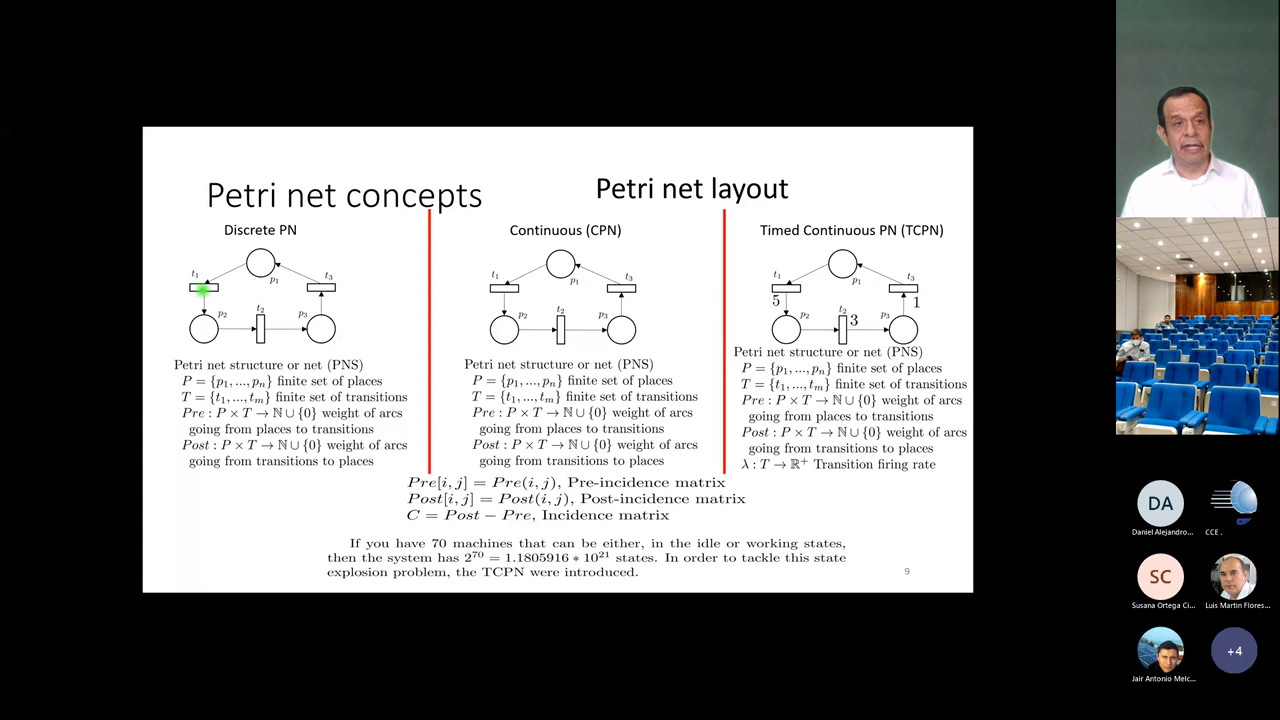 Petri net concepts
Petri net layout
Discrete PN
t₁
p₁
t₃
p₂
t₂
p₃
Petri net structure or net (PNS)
P = {p₁, ..., pₙ} finite set of places
T = {t₁, ..., tₘ} finite set of transitions
Pre : P × T → ℕ ∪ {0} weight of arcs
going from places to transitions
Post : P × T → ℕ ∪ {0} weight of arcs
going from transitions to places
Continuous (CPN)
t₁
p₁
t₃
p₂
t₂
p₃
Petri net structure or net (PNS)
P = {p₁, ..., pₙ} finite set of places
T = {t₁, ..., tₘ} finite set of transitions
Pre : P × T → ℕ ∪ {0} weight of arcs
going from places to transitions
Post : P × T → ℕ ∪ {0} weight of arcs
going from transitions to places
Timed Continuous PN (TCPN)
t₁
p₁
t₃
5
1
p₂
t₂
3
p₃
Petri net structure or net (PNS)
P = {p₁, ..., pₙ} finite set of places
T = {t₁, ..., tₘ} finite set of transitions
Pre : P × T → ℕ ∪ {0} weight of arcs
going from places to transitions
Post : P × T → ℕ ∪ {0} weight of arcs
going from transitions to places
λ : T → ℝ⁺ Transition firing rate
Pre[i, j] = Pre(i, j), Pre-incidence matrix
Post[i, j] = Post(i, j), Post-incidence matrix
C = Post − Pre, Incidence matrix
If you have 70 machines that can be either, in the idle or working states,
then the system has 2⁷⁰ = 1.1805916 * 10²¹ states. In order to tackle this state
explosion problem, the TCPN were introduced.
9
DA
Daniel Alejandro...
CCE .
SC
Susana Ortega Ci...
Luis Martin Flores...
Jair Antonio Melc...
+4